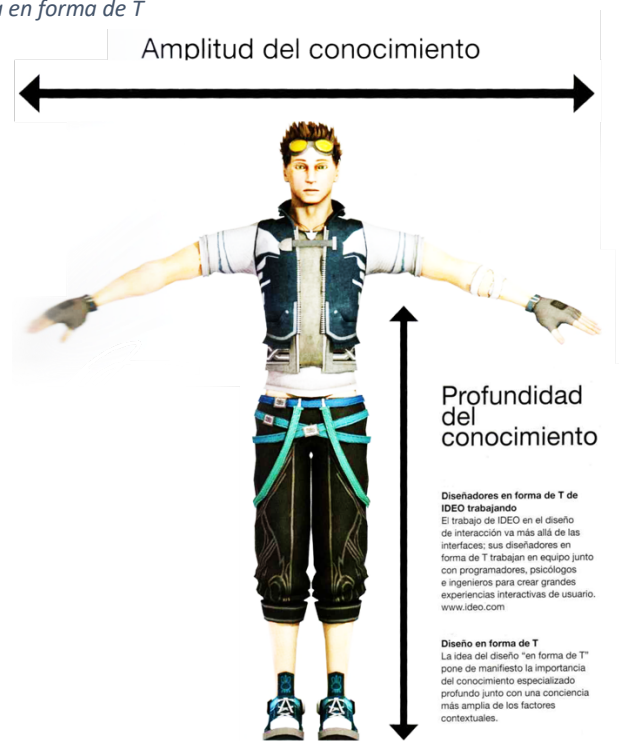 en forma de T
Amplitud del conocimiento
Profundidad
del
conocimiento
Diseñadores en forma de T de
IDEO trabajando
El trabajo de IDEO en el diseño
de interacción va más allá de las
interfaces; sus diseñadores en
forma de T trabajan en equipo junto
con programadores, psicólogos
e ingenieros para crear grandes
experiencias interactivas de usuario.
www.ideo.com
Diseño en forma de T
La idea del diseño “en forma de T”
pone de manifiesto la importancia
del conocimiento especializado
profundo junto con una conciencia
más amplia de los factores
contextuales.